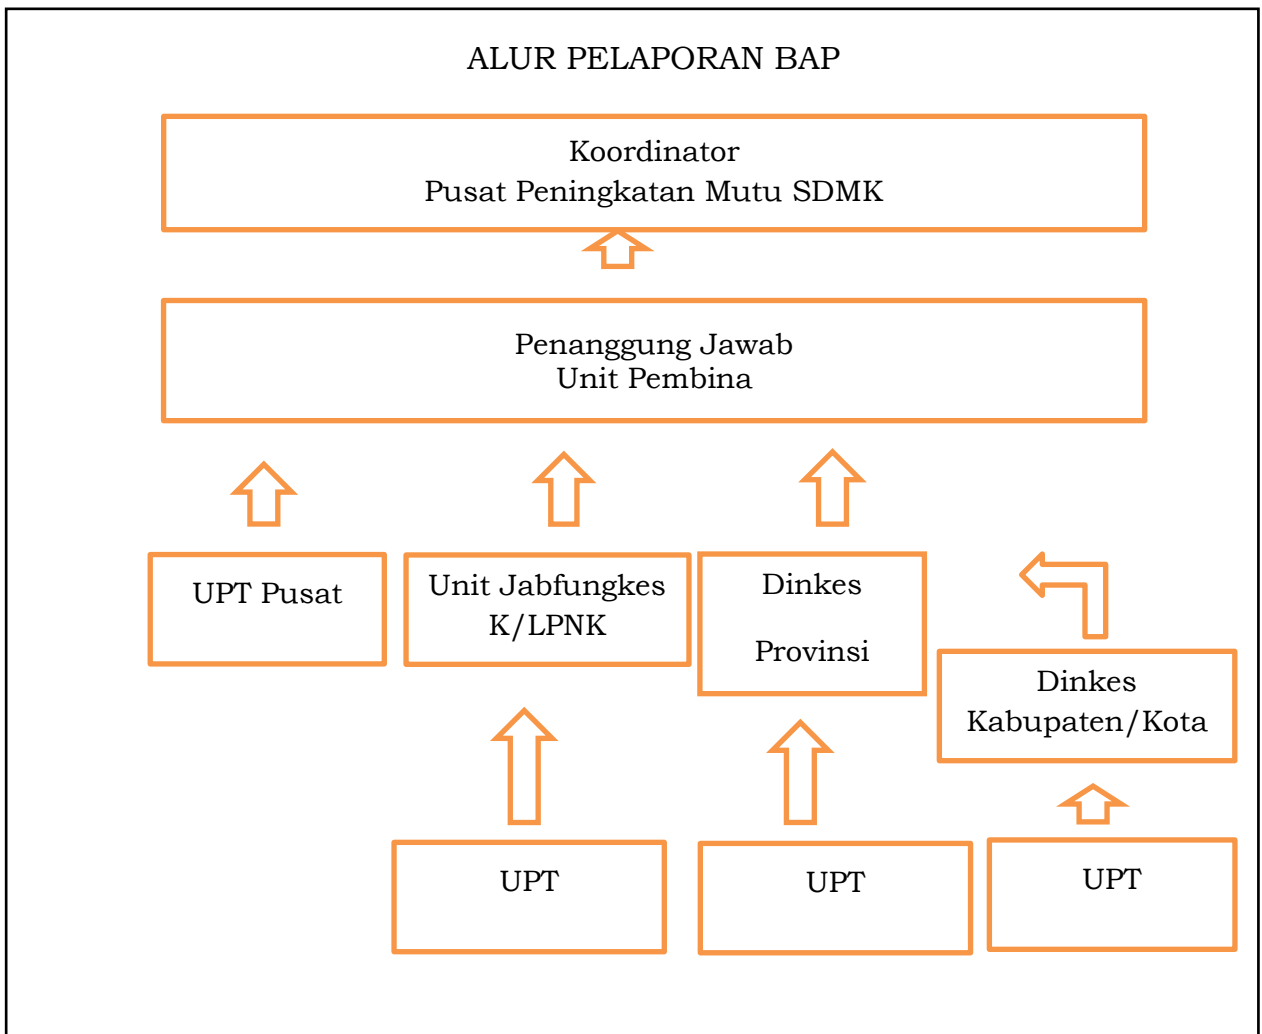 ALUR PELAPORAN BAP
Koordinator
Pusat Peningkatan Mutu SDMK
Penanggung Jawab
Unit Pembina
UPT Pusat
Unit Jabfungkes
K/LPNK
Dinkes
Provinsi
Dinkes
Kabupaten/Kota
UPT
UPT
UPT